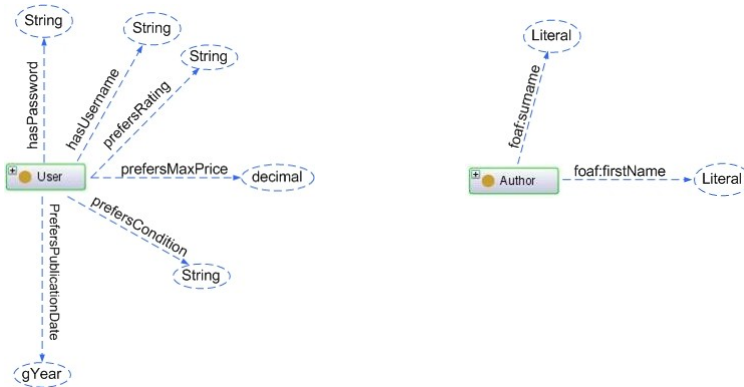 String
String
String
hasPassword
hasUsername
prefersRating
User
prefersMaxPrice
decimal
prefersCondition
String
PrefersPublicationDate
gYear
Literal
foaf:surname
Author
foaf:firstName
Literal